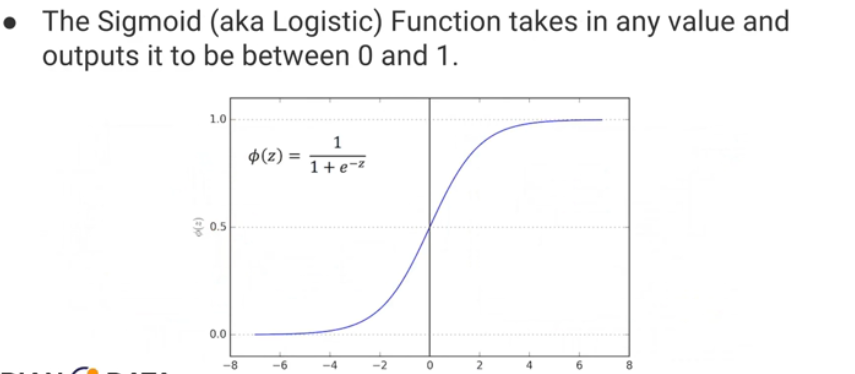 ● The Sigmoid (aka Logistic) Function takes in any value and
outputs it to be between 0 and 1.
1.0
ϕ(z) = 1 / 1 + e^−z
ϕ(z)
0.5
0.0
−8 −6 −4 −2 0 2 4 6 8
DATA